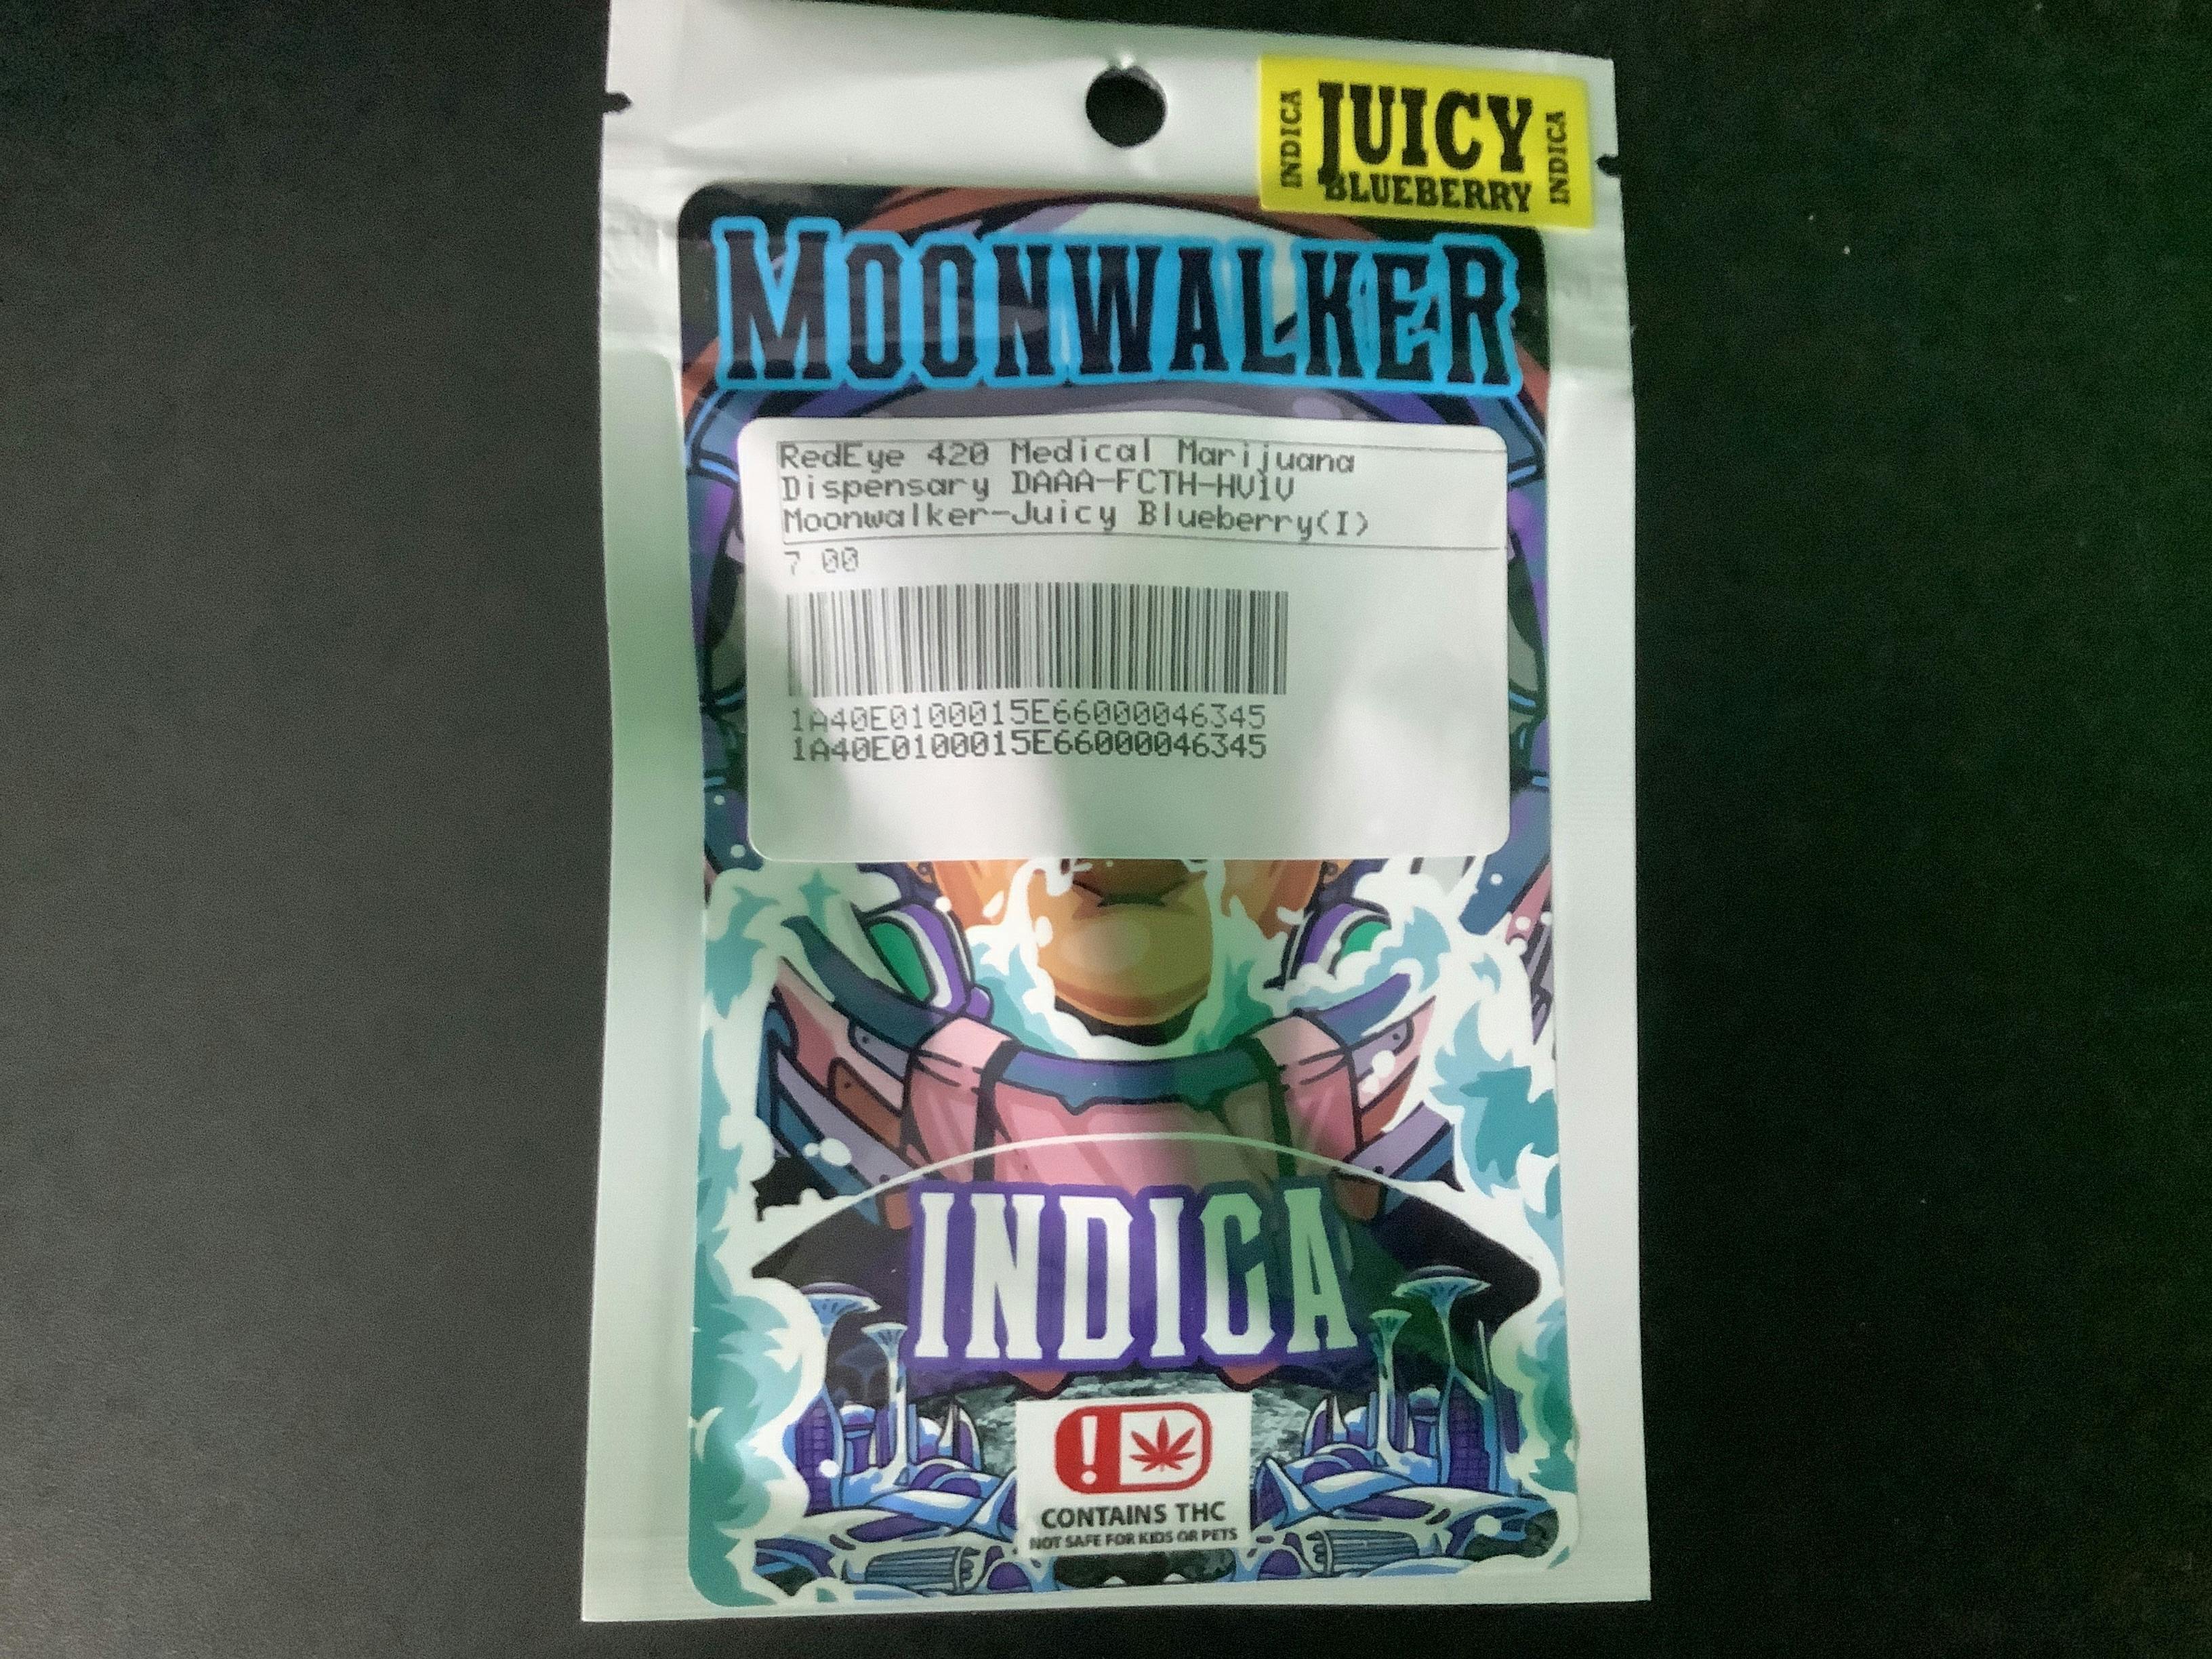 INDICA
JUICY
BLUEBERRY
INDICA
MOONWALKER
RedEye 420 Medical Marijuana
Dispensary DAAA-FCTH-HV1V
Moonwalker-Juicy Blueberry(I)
7.00
1A40E0100015E66000046345
1A40E0100015E66000046345
INDICA
!
CONTAINS THC
NOT SAFE FOR KIDS OR PETS